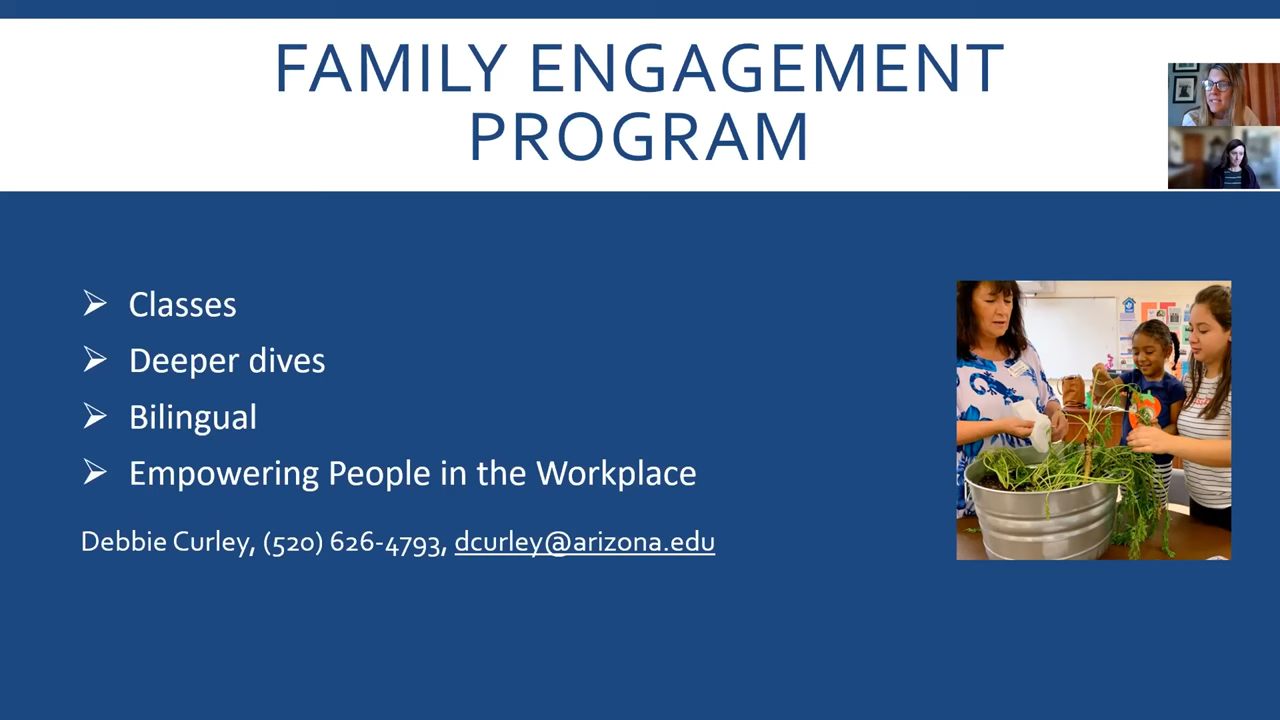 FAMILY ENGAGEMENT
PROGRAM
Classes
Deeper dives
Bilingual
Empowering People in the Workplace
Debbie Curley, (520) 626-4793, dcurley@arizona.edu